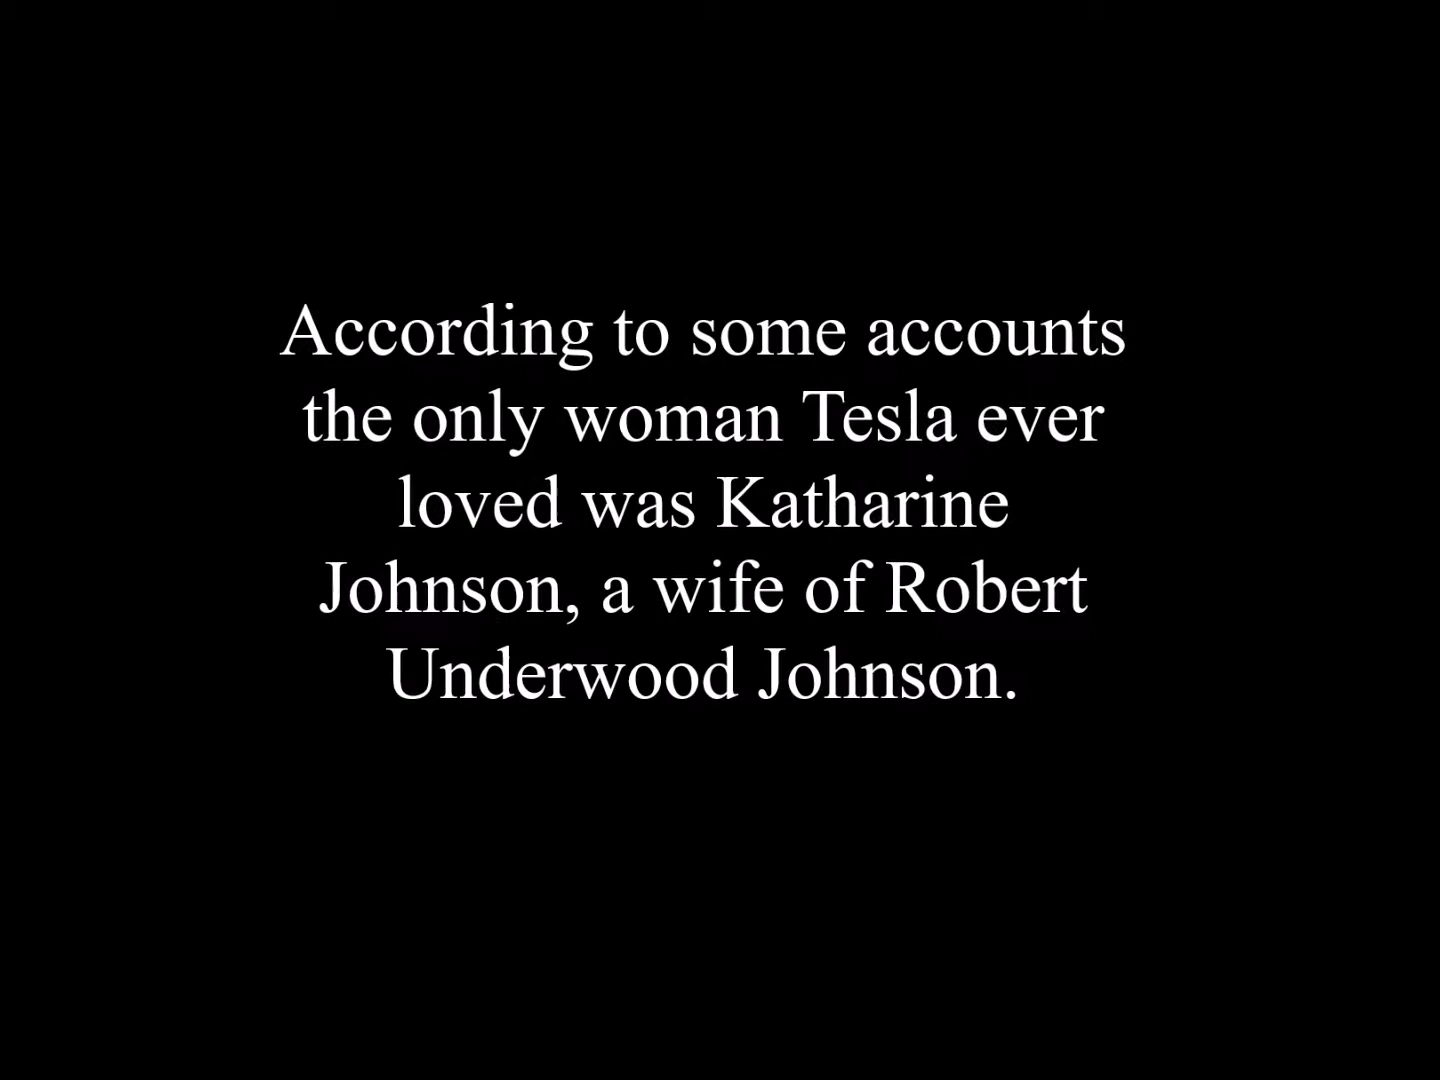 According to some accounts
the only woman Tesla ever
loved was Katharine
Johnson, a wife of Robert
Underwood Johnson.